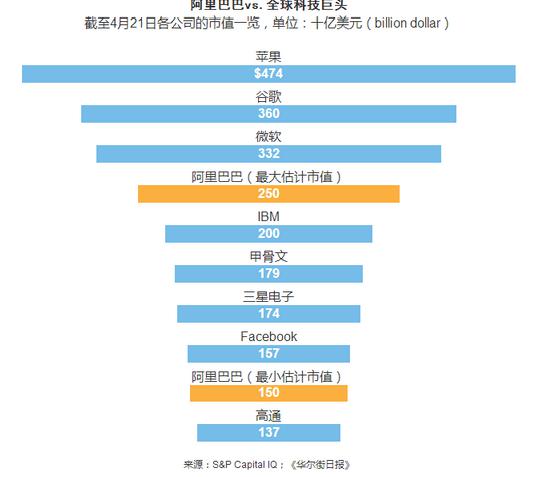 阿里巴巴vs. 全球科技巨头
截至4月21日各公司的市值一览，单位：十亿美元（billion dollar）
苹果
$474
谷歌
360
微软
332
阿里巴巴（最大估计市值）
250
IBM
200
甲骨文
179
三星电子
174
Facebook
157
阿里巴巴（最小估计市值）
150
高通
137
来源：S&P Capital IQ；《华尔街日报》